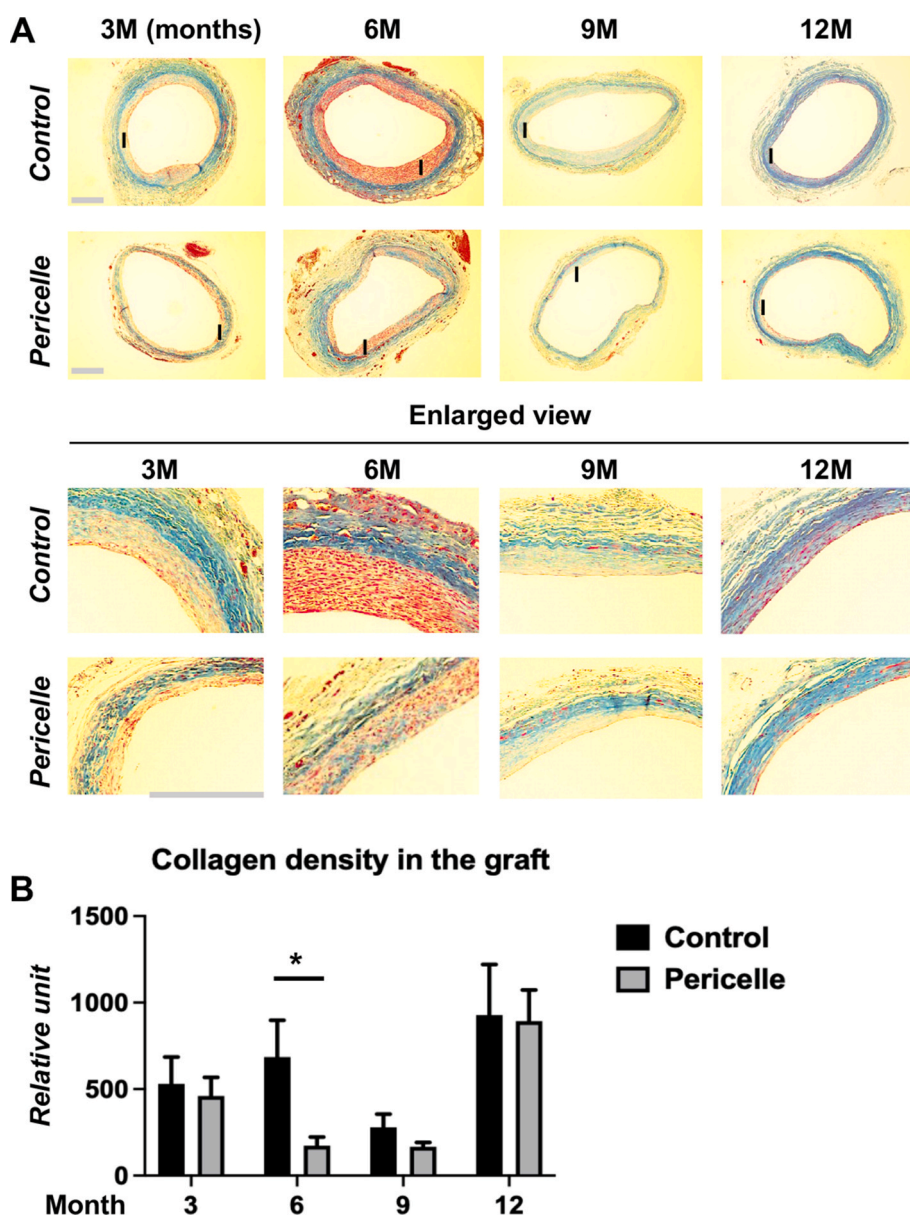 A
3M (months) 6M 9M 12M
Control
Pericelle
Enlarged view
3M 6M 9M 12M
Control
Pericelle
Collagen density in the graft
B
1500
1000
500
0
Relative unit
*
Control
Pericelle
Month 3 6 9 12